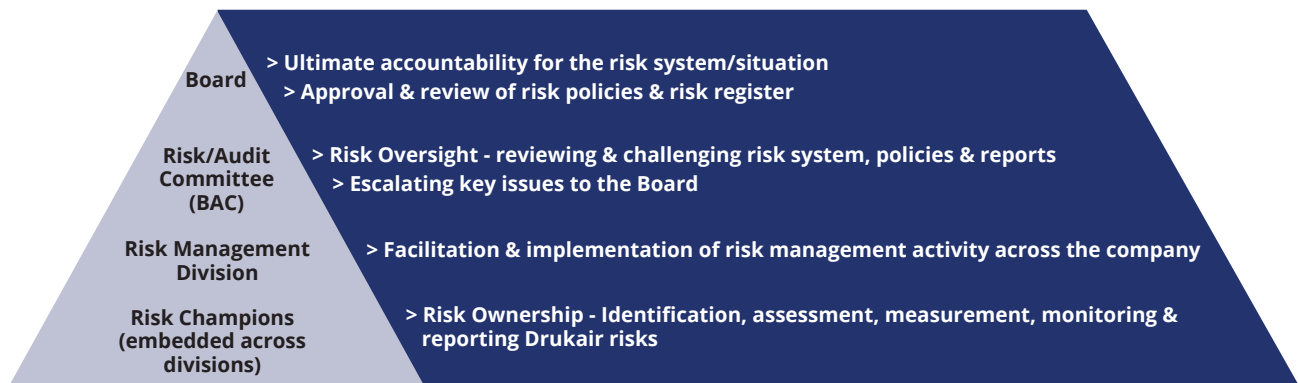 Board
> Ultimate accountability for the risk system/situation
> Approval & review of risk policies & risk register
Risk/Audit
Committee
(BAC)
> Risk Oversight - reviewing & challenging risk system, policies & reports
> Escalating key issues to the Board
Risk Management
Division
> Facilitation & implementation of risk management activity across the company
Risk Champions
(embedded across
divisions)
> Risk Ownership - Identification, assessment, measurement, monitoring &
reporting Drukair risks